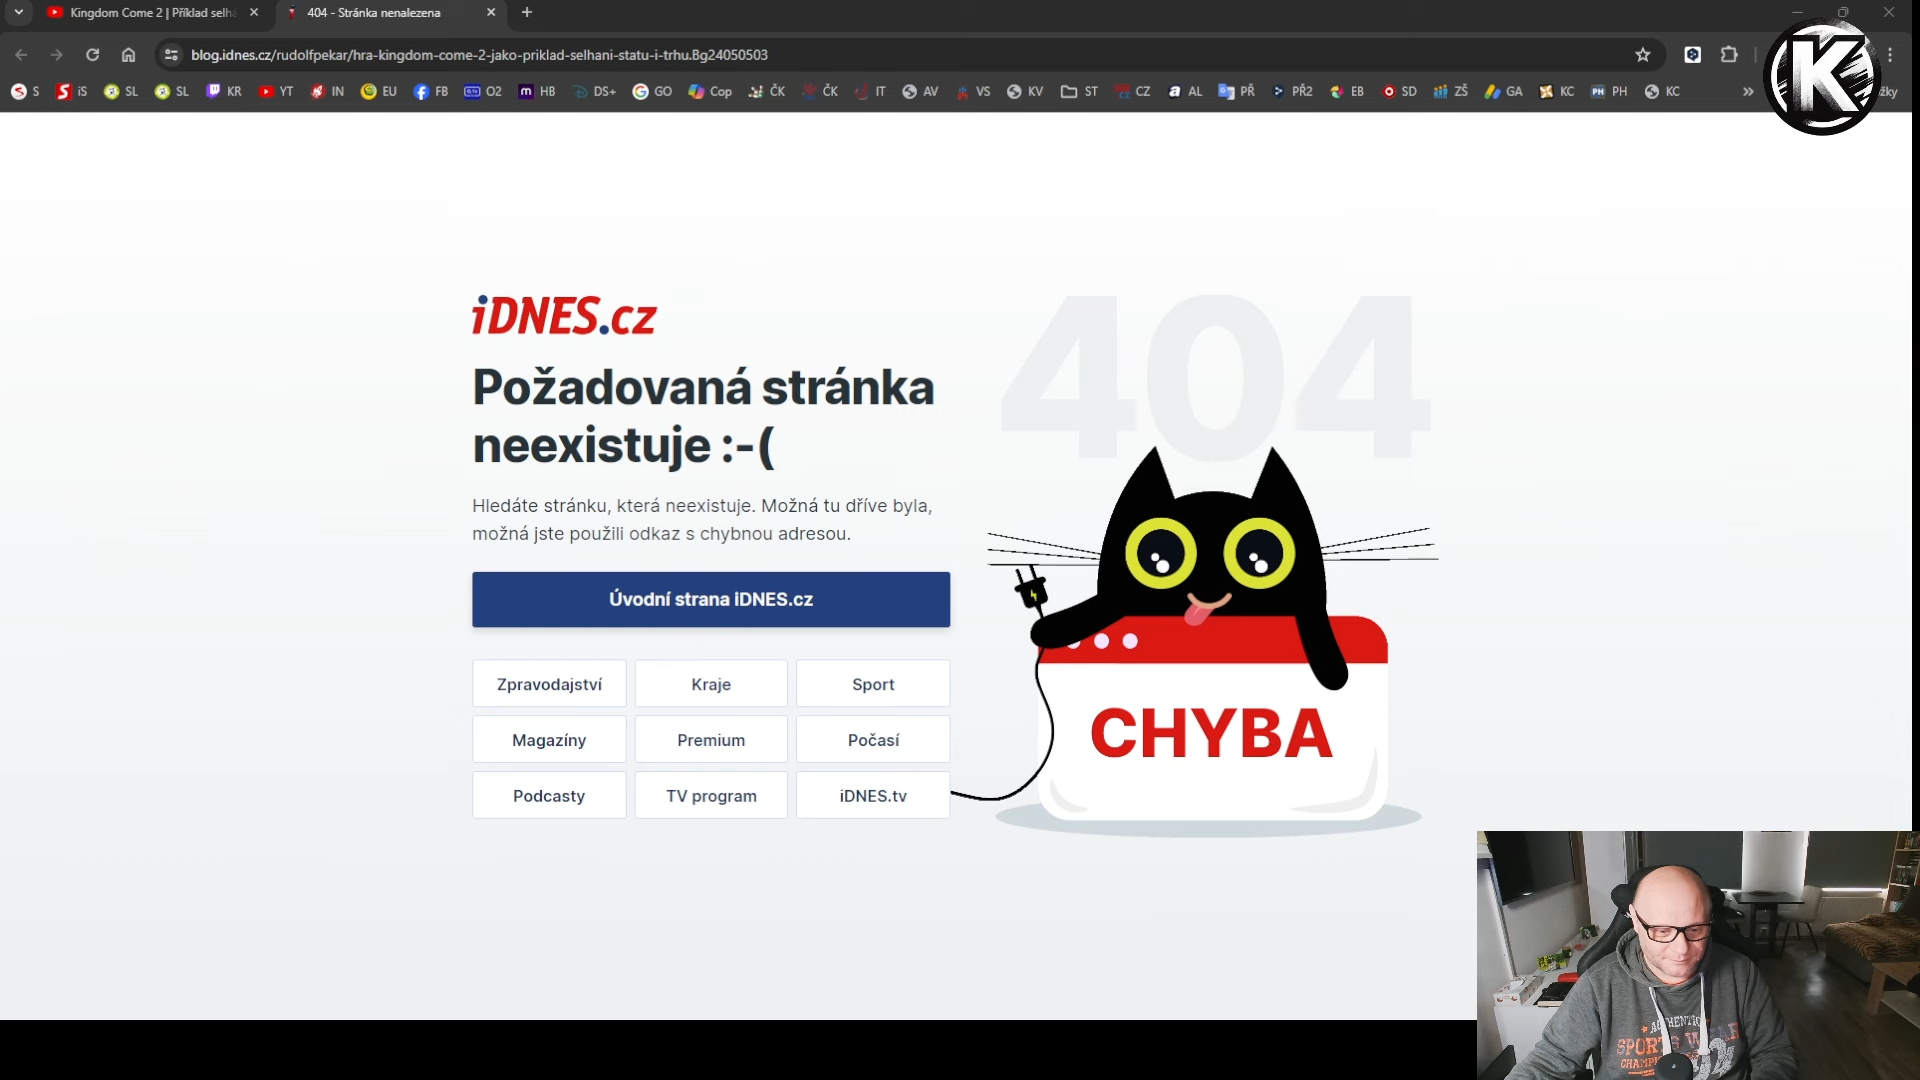 Kingdom Come 2 | Příklad selh
404 - Stránka nenalezena
blog.idnes.cz/rudolfpekar/hra-kingdom-come-2-jako-priklad-selhani-statu-i-trhu.Bg24050503
S iS SL SL KR YT IN EU FB O2 HB DS+ GO Cop ČK ČK IT AV VS KV ST CZ AL PŘ PŘ2 EB SD ZŠ GA KC PH KC
K
iDNES.cz
404
Požadovaná stránka
neexistuje :-(
Hledáte stránku, která neexistuje. Možná tu dříve byla,
možná jste použili odkaz s chybnou adresou.
Úvodní strana iDNES.cz
Zpravodajství Kraje Sport
Magazíny Premium Počasí
Podcasty TV program iDNES.tv
CHYBA